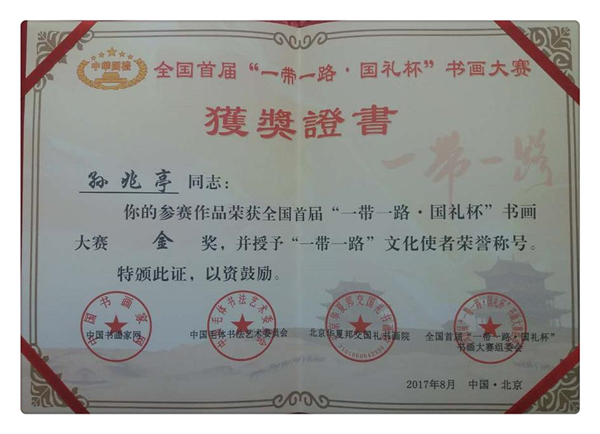 全国首届“一带一路·国礼杯”书画大赛
獲獎證書
一带一路
孙兆亭 同志：
你的参赛作品荣获全国首届“一带一路·国礼杯”书画
大赛 金 奖，并授予“一带一路”文化使者荣誉称号。
特颁此证，以资鼓励。
中国书画家网
中国毛体书法艺术委员会
北京华夏邦交国礼书画院
全国首届“一带一路·国礼杯”
书画大赛组委会
2017年8月 中国·北京